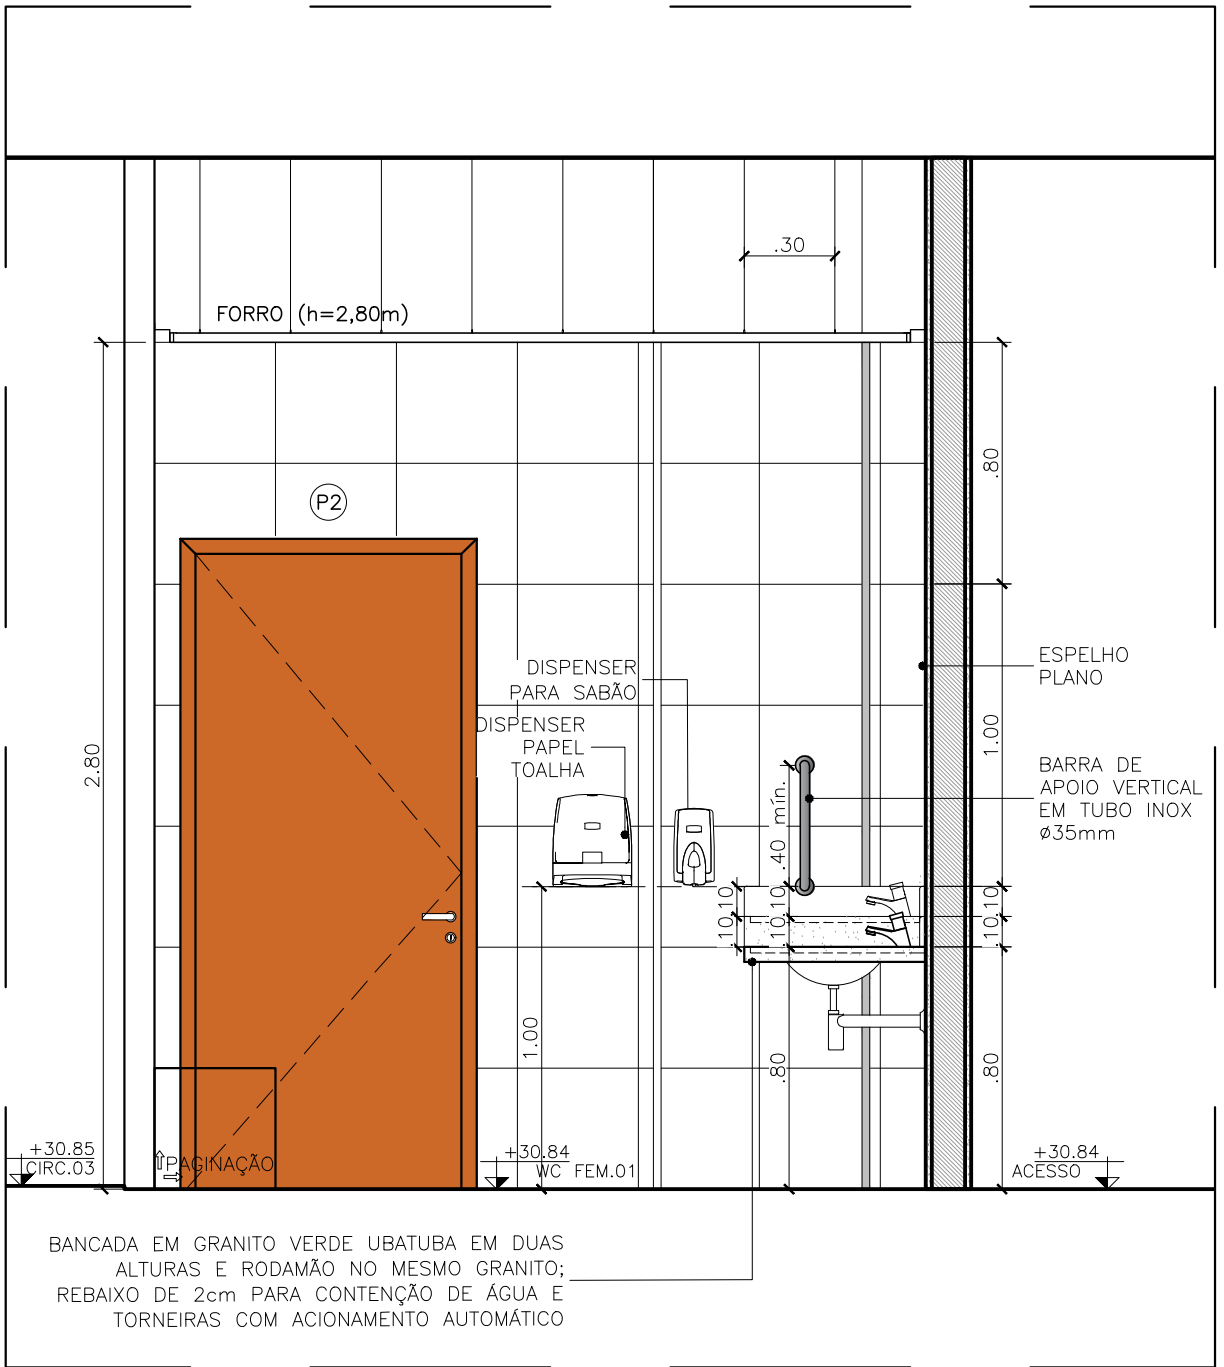 .30
FORRO (h=2,80m)
P2
.80
2.80
DISPENSER
PARA SABÃO
DISPENSER
PAPEL
TOALHA
ESPELHO
PLANO
1.00
BARRA DE
APOIO VERTICAL
EM TUBO INOX
ø35mm
.40 mín.
.10
.10
.10
.10
.10
.10
1.00
.80
.80
+30.85
CIRC.03
PAGINAÇÃO
+30.84
WC FEM.01
+30.84
ACESSO
BANCADA EM GRANITO VERDE UBATUBA EM DUAS
ALTURAS E RODAMÃO NO MESMO GRANITO;
REBAIXO DE 2cm PARA CONTENÇÃO DE ÁGUA E
TORNEIRAS COM ACIONAMENTO AUTOMÁTICO